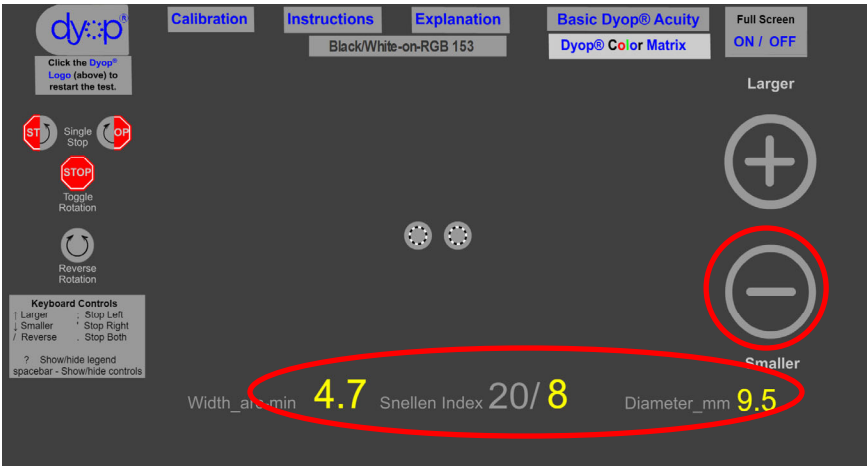 dyop®
Click the Dyop®
Logo (above) to
restart the test.
Calibration
Instructions
Explanation
Black/White-on-RGB 153
Basic Dyop® Acuity
Dyop® Color Matrix
Full Screen
ON / OFF
Larger
ST
Single
Stop
OP
STOP
Toggle
Rotation
Reverse
Rotation
Keyboard Controls
↑ Larger ; Stop Left
↓ Smaller ' Stop Right
/ Reverse . Stop Both
? Show/hide legend
spacebar - Show/hide controls
Smaller
Width_arc-min 4.7 Snellen Index 20/ 8 Diameter_mm 9.5